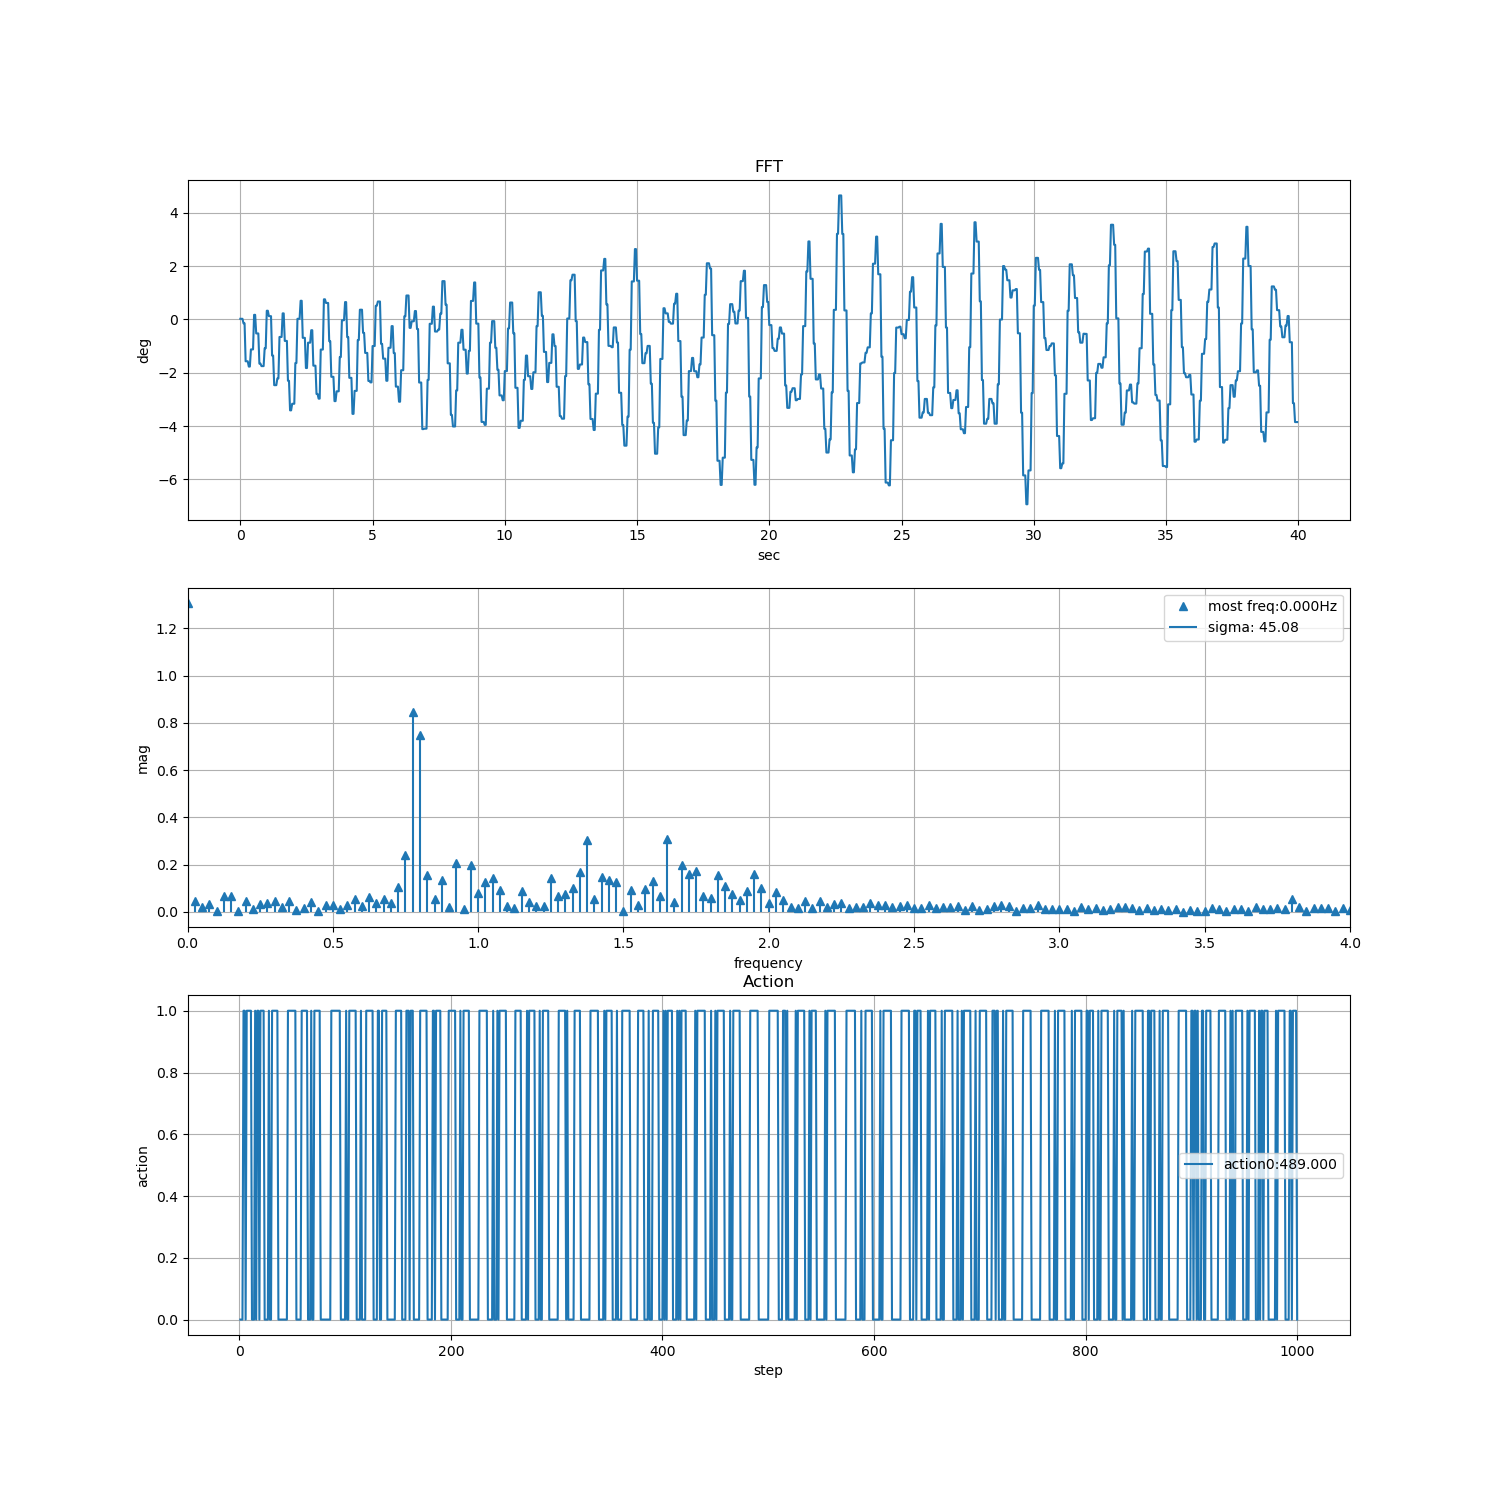 FFT
4
2
0
−2
−4
−6
deg
0 5 10 15 20 25 30 35 40
sec
most freq:0.000Hz
sigma: 45.08
1.2
1.0
0.8
0.6
0.4
0.2
0.0
mag
0.0 0.5 1.0 1.5 2.0 2.5 3.0 3.5 4.0
frequency
Action
1.0
0.8
0.6
0.4
0.2
0.0
action
action0:489.000
0 200 400 600 800 1000
step